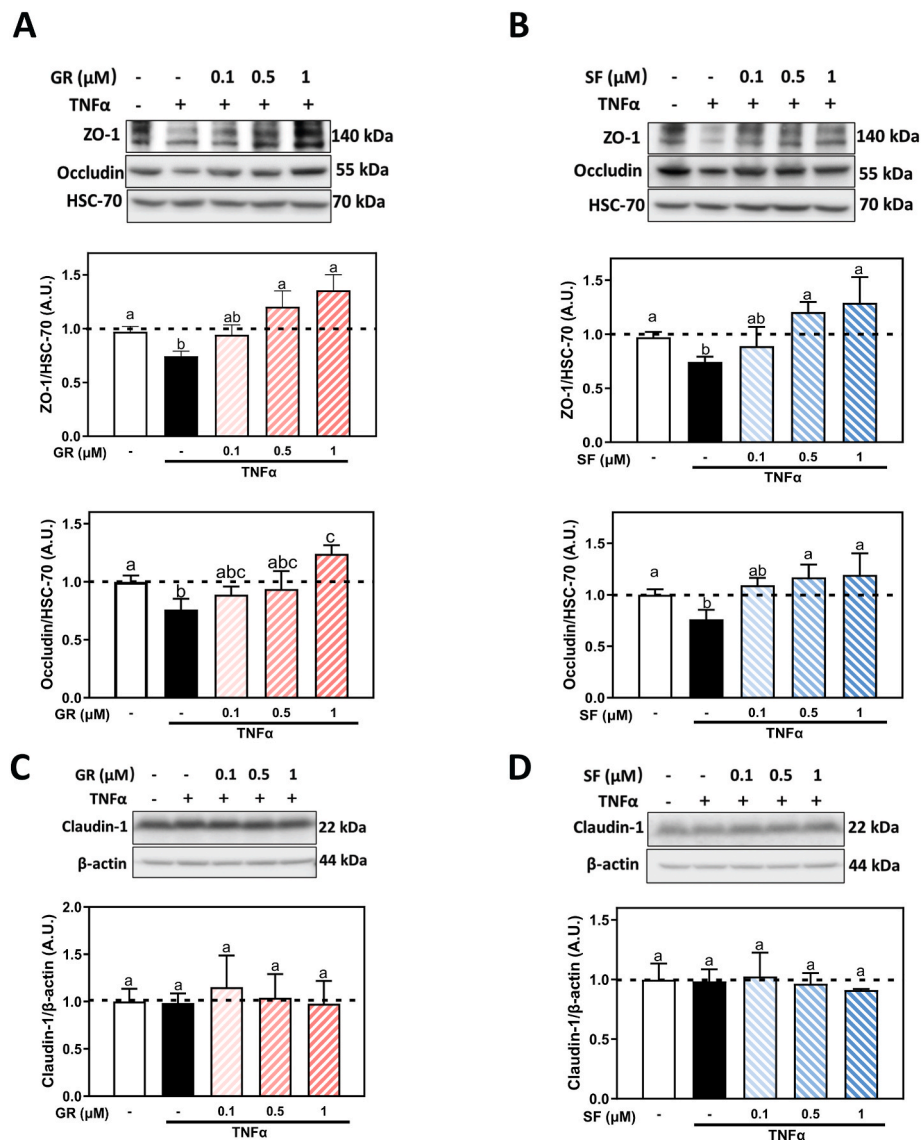 A
GR (μM) - - 0.1 0.5 1
TNFα - + + + +
ZO-1 140 kDa
Occludin 55 kDa
HSC-70 70 kDa
ZO-1/HSC-70 (A.U.)
1.5
1.0
0.5
0.0
a b ab a a
GR (μM) - - 0.1 0.5 1
TNFα
Occludin/HSC-70 (A.U.)
1.5
1.0
0.5
0.0
a b abc abc c
GR (μM) - - 0.1 0.5 1
TNFα
B
SF (μM) - - 0.1 0.5 1
TNFα - + + + +
ZO-1 140 kDa
Occludin 55 kDa
HSC-70 70 kDa
ZO-1/HSC-70 (A.U.)
1.5
1.0
0.5
0.0
a b ab a a
SF (μM) - - 0.1 0.5 1
TNFα
Occludin/HSC-70 (A.U.)
1.5
1.0
0.5
0.0
a b ab a a
SF (μM) - - 0.1 0.5 1
TNFα
C
GR (μM) - - 0.1 0.5 1
TNFα - + + + +
Claudin-1 22 kDa
β-actin 44 kDa
Claudin-1/β-actin (A.U.)
2.0
1.5
1.0
0.5
0.0
a a a a a
GR (μM) - - 0.1 0.5 1
TNFα
D
SF (μM) - - 0.1 0.5 1
TNFα - + + + +
Claudin-1 22 kDa
β-actin 44 kDa
Claudin-1/β-actin (A.U.)
1.5
1.0
0.5
0.0
a a a a a
SF (μM) - - 0.1 0.5 1
TNFα